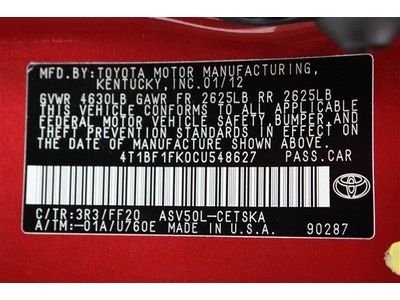 MFD.BY:TOYOTA MOTOR MANUFACTURING,
KENTUCKY,INC.01/12
GVWR 4630LB GAWR FR 2625LB RR 2625LB
THIS VEHICLE CONFORMS TO ALL APPLICABLE
FEDERAL MOTOR VEHICLE SAFETY, BUMPER, AND
THEFT PREVENTION STANDARDS IN EFFECT ON
THE DATE OF MANUFACTURE SHOWN ABOVE.
4T1BF1FK0CU548627 PASS.CAR
C/TR:3R3/FF20 ASV50L-CETSKA
A/TM:-01A/U760E MADE IN U.S.A. 90287
TOYOTA